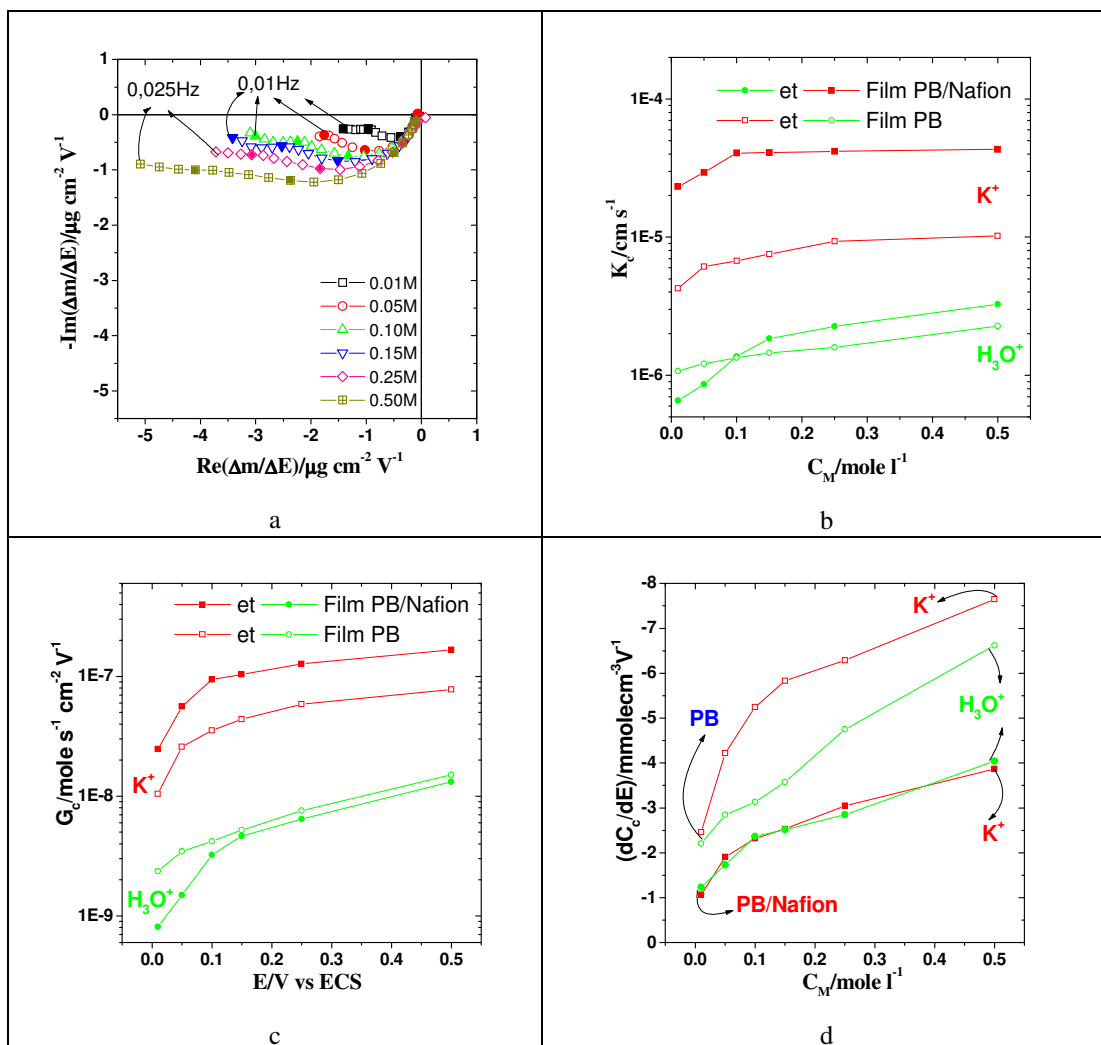 1
0
-1
-2
-3
-4
-5
-5
-4
-3
-2
-1
0
1
-Im(Δm/ΔE)/µg cm⁻² V⁻¹
Re(Δm/ΔE)/µg cm⁻² V⁻¹
0,025Hz
0,01Hz
0.01M
0.05M
0.10M
0.15M
0.25M
0.50M
a
1E-4
1E-5
1E-6
0.0
0.1
0.2
0.3
0.4
0.5
K_c/cm s⁻¹
C_M/mole l⁻¹
et Film PB/Nafion
et Film PB
K⁺
H₃O⁺
b
1E-7
1E-8
1E-9
0.0
0.1
0.2
0.3
0.4
0.5
G_c/mole s⁻¹ cm⁻² V⁻¹
E/V vs ECS
et Film PB/Nafion
et Film PB
K⁺
H₃O⁺
c
-8
-7
-6
-5
-4
-3
-2
-1
0
0.0
0.1
0.2
0.3
0.4
0.5
(dC_c/dE)/mmolecm⁻³V⁻¹
C_M/mole l⁻¹
K⁺
PB
H₃O⁺
K⁺
PB/Nafion
d